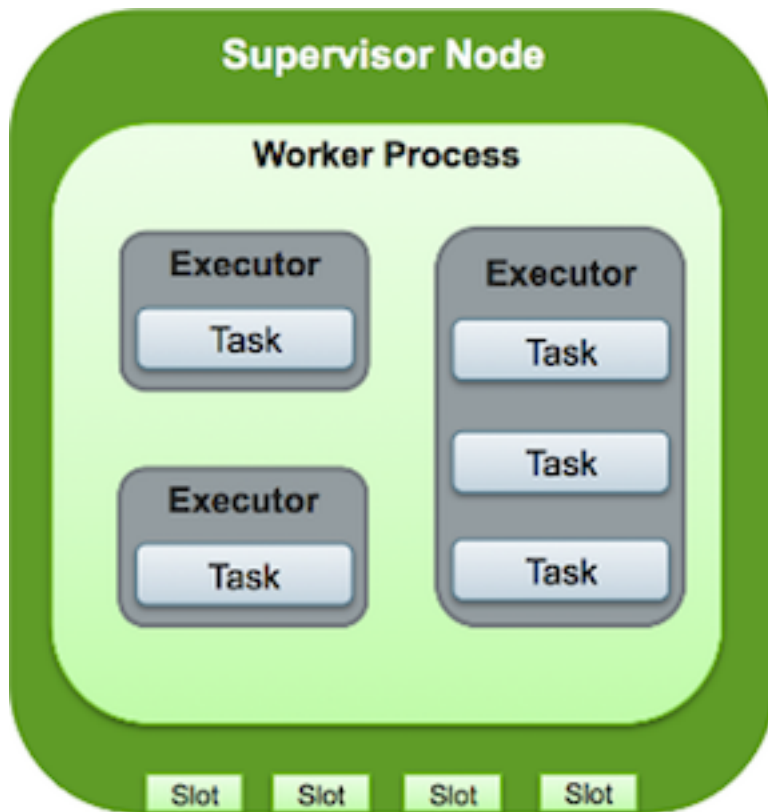 Supervisor Node
Worker Process
Executor
Task
Executor
Task
Executor
Task
Task
Task
Slot
Slot
Slot
Slot